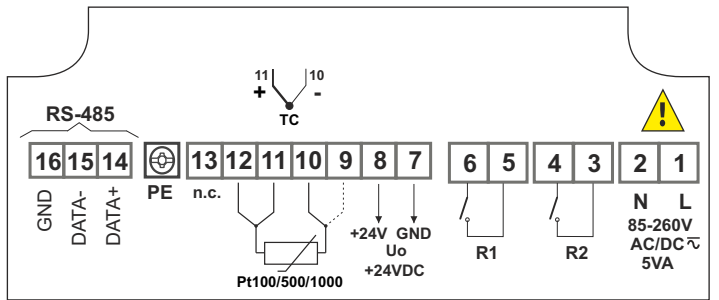 11 10
+ -
TC
RS-485
16 15 14 13 12 11 10 9 8 7 6 5 4 3 2 1
GND DATA- DATA+ PE n.c. +24V GND
Uo
+24VDC
Pt100/500/1000
R1 R2
N L
85-260V
AC/DC
5VA